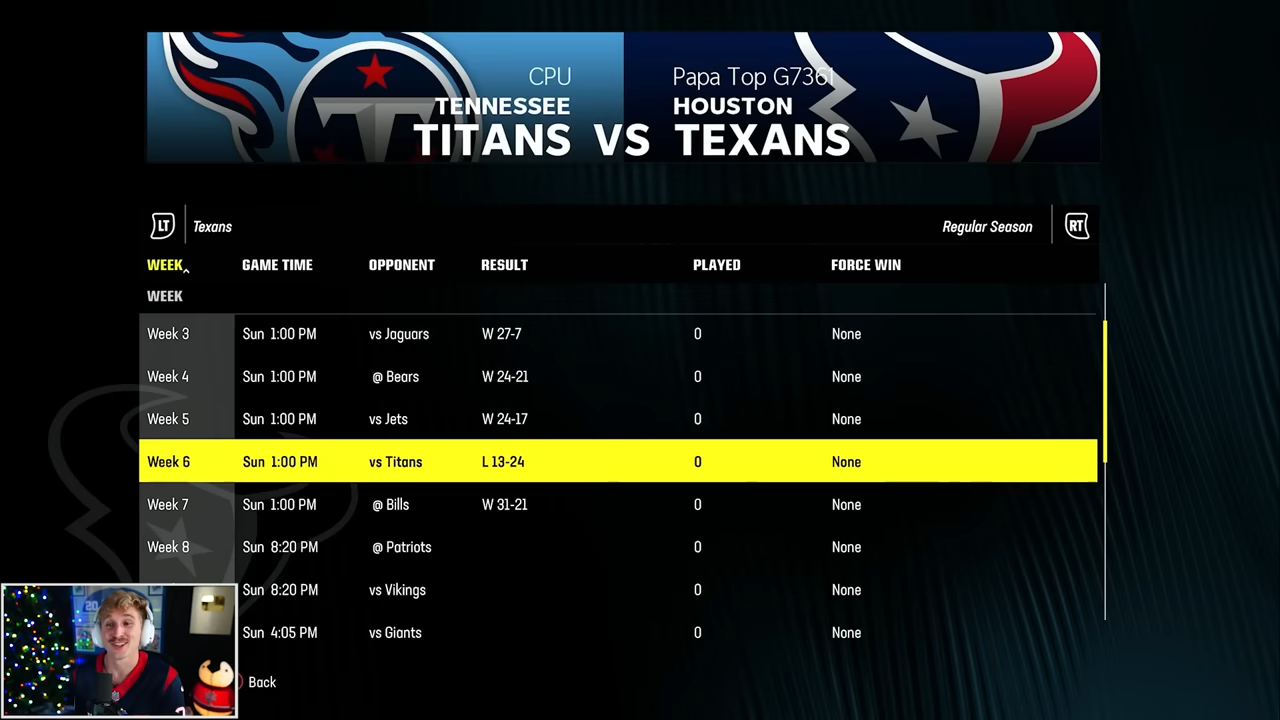 CPU
TENNESSEE
TITANS VS TEXANS
Papa Top G7361
HOUSTON
LT Texans Regular Season RT
WEEK GAME TIME OPPONENT RESULT PLAYED FORCE WIN
WEEK
Week 3 Sun 1:00 PM vs Jaguars W 27-7 0 None
Week 4 Sun 1:00 PM @ Bears W 24-21 0 None
Week 5 Sun 1:00 PM vs Jets W 24-17 0 None
Week 6 Sun 1:00 PM vs Titans L 13-24 0 None
Week 7 Sun 1:00 PM @ Bills W 31-21 0 None
Week 8 Sun 8:20 PM @ Patriots 0 None
Sun 8:20 PM vs Vikings 0 None
Sun 4:05 PM vs Giants 0 None
Back